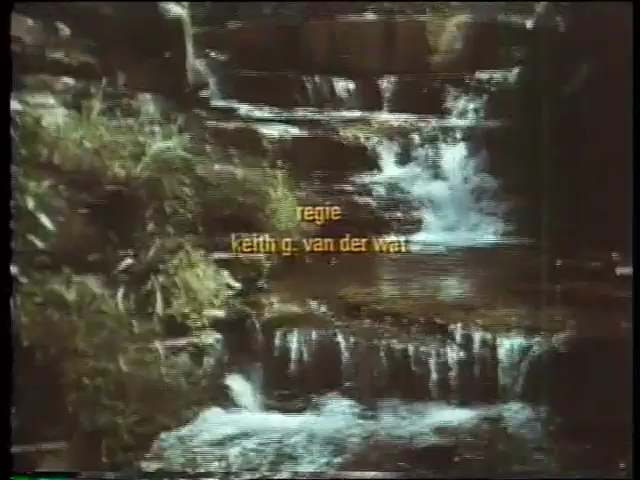 regie
keith g. van der wat